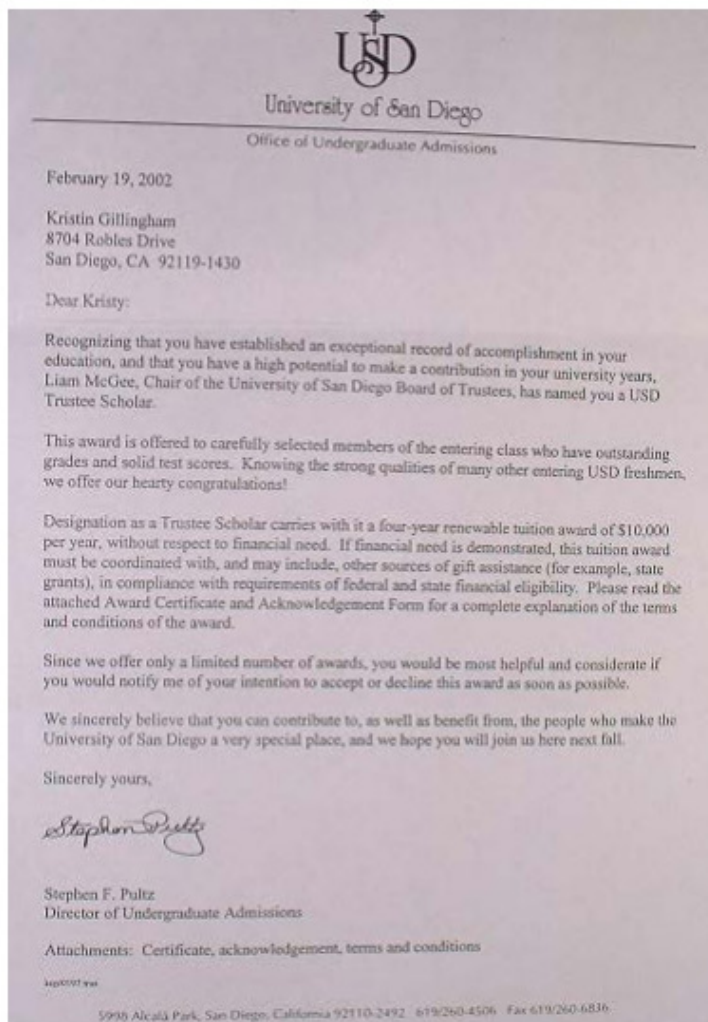 USD
University of San Diego
Office of Undergraduate Admissions
February 19, 2002
Kristin Gillingham
8704 Robles Drive
San Diego, CA 92119-1430
Dear Kristy:
Recognizing that you have established an exceptional record of accomplishment in your
education, and that you have a high potential to make a contribution in your university years,
Liam McGee, Chair of the University of San Diego Board of Trustees, has named you a USD
Trustee Scholar.
This award is offered to carefully selected members of the entering class who have outstanding
grades and solid test scores. Knowing the strong qualities of many other entering USD freshmen,
we offer our hearty congratulations!
Designation as a Trustee Scholar carries with it a four-year renewable tuition award of $10,000
per year, without respect to financial need. If financial need is demonstrated, this tuition award
must be coordinated with, and may include, other sources of gift assistance (for example, state
grants), in compliance with requirements of federal and state financial eligibility. Please read the
attached Award Certificate and Acknowledgement Form for a complete explanation of the terms
and conditions of the award.
Since we offer only a limited number of awards, you would be most helpful and considerate if
you would notify me of your intention to accept or decline this award as soon as possible.
We sincerely believe that you can contribute to, as well as benefit from, the people who make the
University of San Diego a very special place, and we hope you will join us here next fall.
Sincerely yours,
Stephen Pultz
Stephen F. Pultz
Director of Undergraduate Admissions
Attachments: Certificate, acknowledgement, terms and conditions
5998 Alcalá Park, San Diego, California 92110-2492 619/260-4506 Fax 619/260-6836